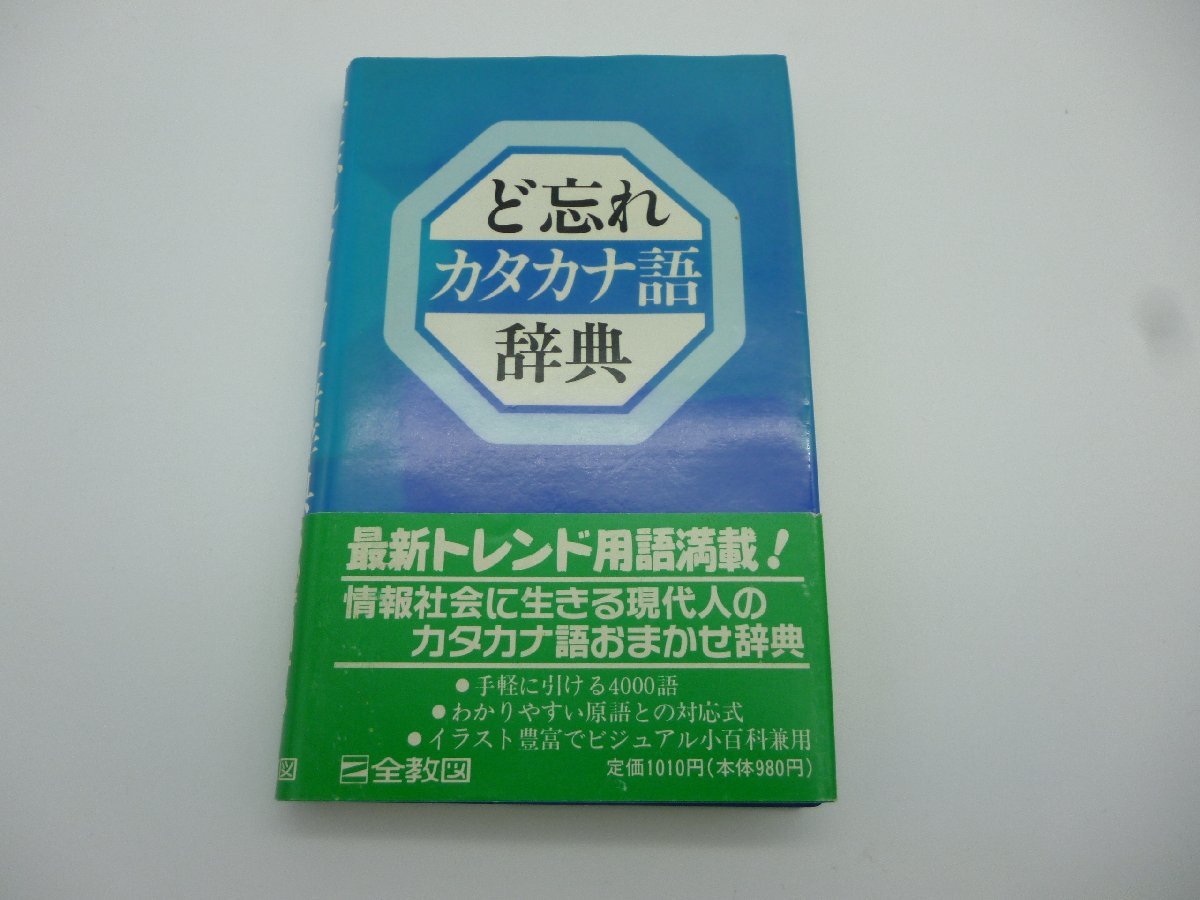 ど忘れ
カタカナ語
辞典
最新トレンド用語満載!
情報社会に生きる現代人の
カタカナ語おまかせ辞典
●手軽に引ける4000語
●わかりやすい原語との対応式
●イラスト豊富でビジュアル小百科兼用
全教図
定価1010円(本体980円)
図